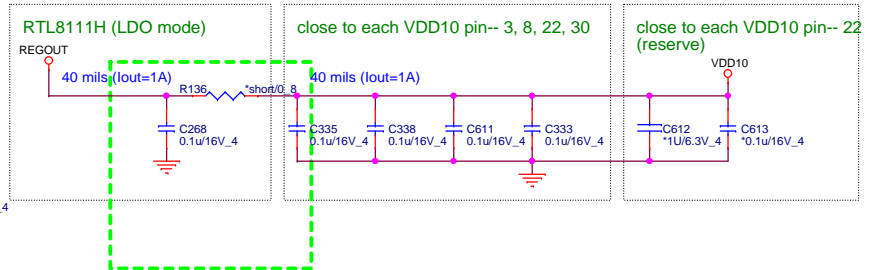 RTL8111H (LDO mode)
REGOUT
40 mils (Iout=1A)
R136
*short/0_8
C268
0.1u/16V_4
close to each VDD10 pin-- 3, 8, 22, 30
40 mils (Iout=1A)
C335
0.1u/16V_4
C338
0.1u/16V_4
C611
0.1u/16V_4
C333
0.1u/16V_4
close to each VDD10 pin-- 22
(reserve)
VDD10
C612
*1U/6.3V_4
C613
*0.1u/16V_4
_4